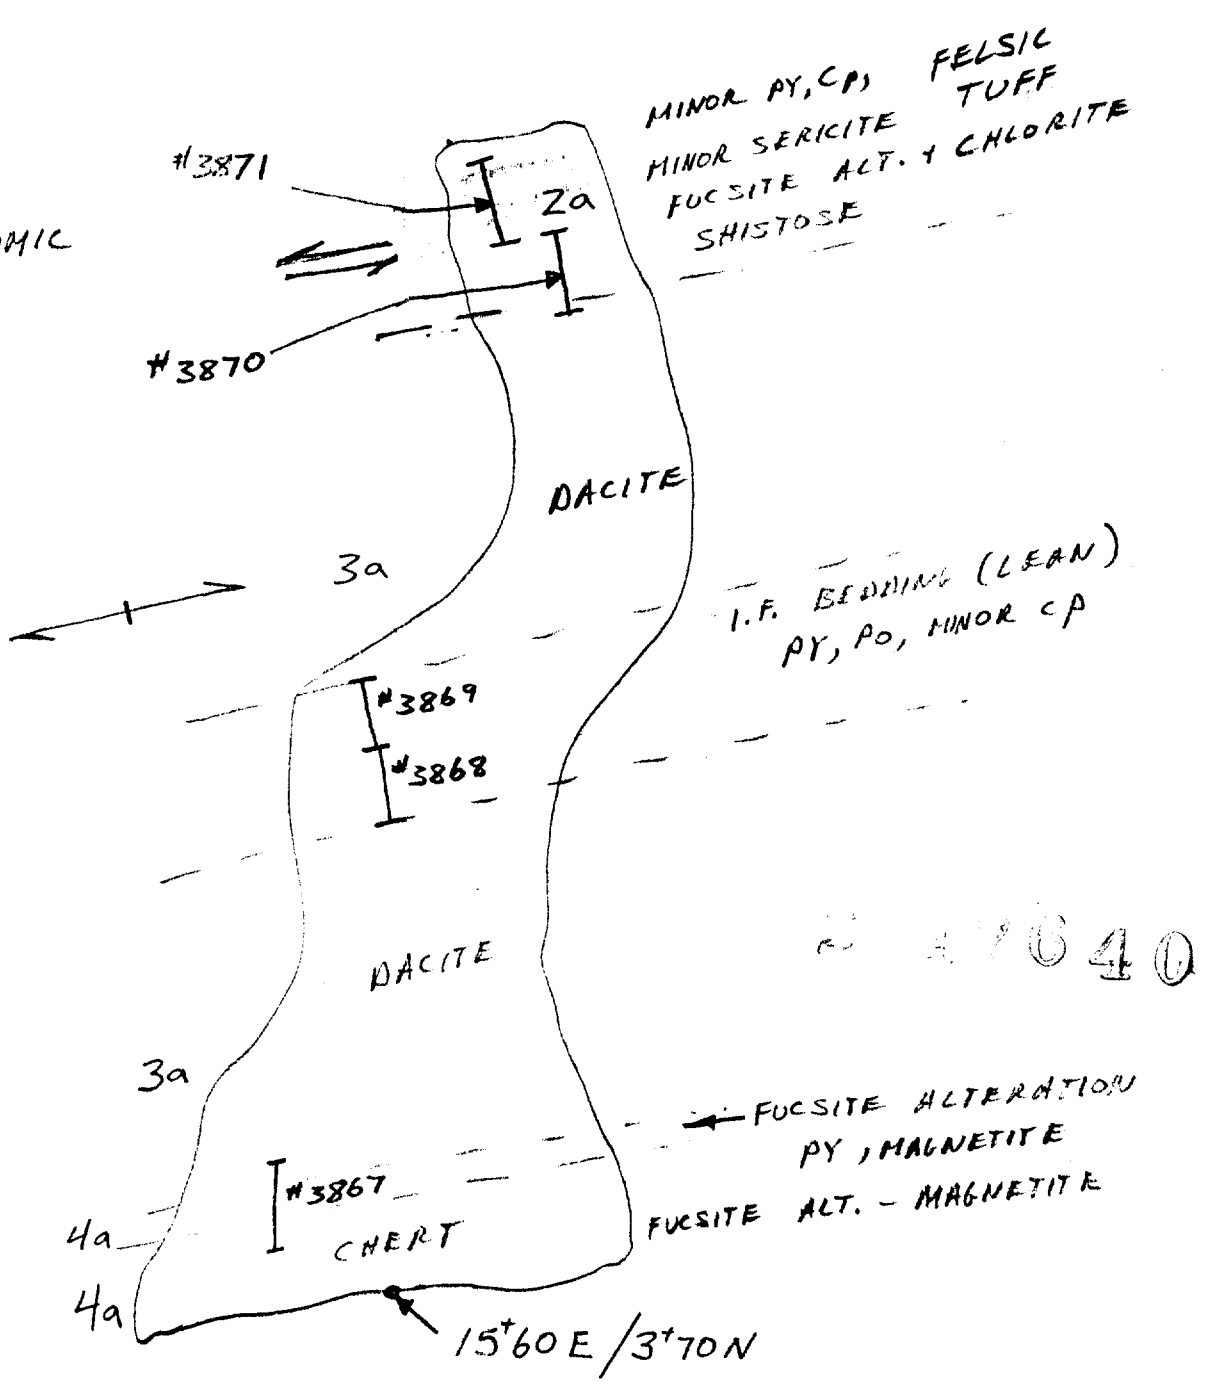 FELSIC
MINOR PY, CP, TUFF
MINOR SERICITE
FUCSITE ALT. + CHLORITE
SHISTOSE
#3871
2a
OMIC
#3870
DACITE
3a
I.F. BEDDING (LEAN)
PY, PO, MINOR CP
#3869
#3868
DACITE
640
3a
FUCSITE ALTERATION
PY, MAGNETITE
#3867
FUCSITE ALT. - MAGNETITE
4a
CHERT
4a
15+60E/3+70N